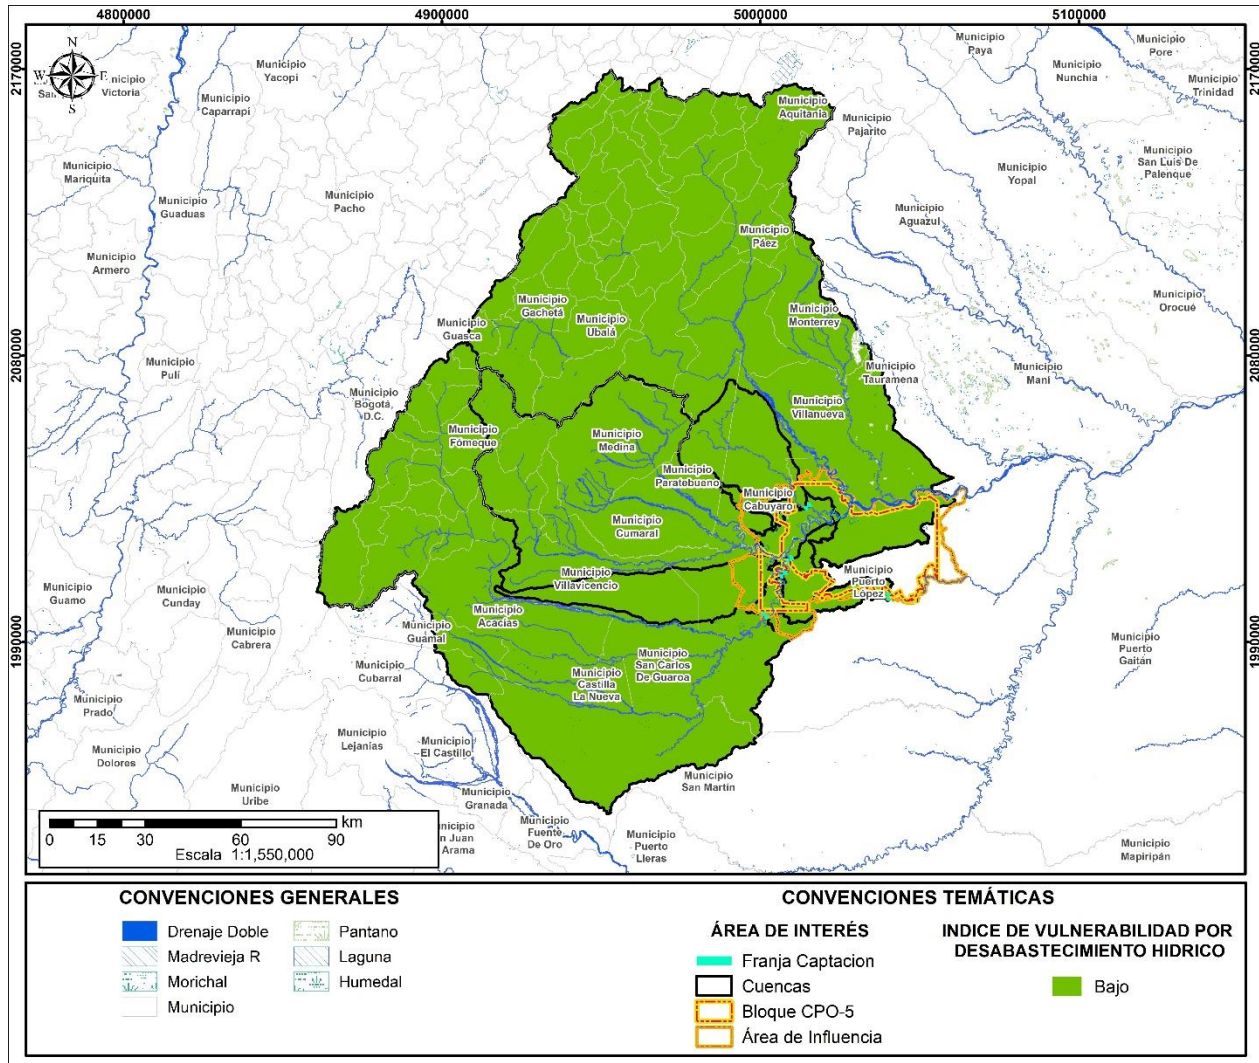 4800000
4900000
5000000
5100000
2170000
2170000
2080000
2080000
1990000
1990000
N
W
E
S
Municipio
Victoria
Municipio
Yacopí
Municipio
Caparrapí
Municipio
Mariquita
Municipio
Guaduas
Municipio
Pacho
Municipio
Armero
Municipio
Pulí
Municipio
Bogotá,
D.C.
Municipio
Guasca
Municipio
Gachetá
Municipio
Ubalá
Municipio
Aquitania
Municipio
Pajarito
Municipio
Paya
Municipio
Pore
Municipio
Nunchia
Municipio
Trinidad
Municipio
San Luis De
Palenque
Municipio
Yopal
Municipio
Aguazul
Municipio
Páez
Municipio
Monterrey
Municipio
Orocué
Municipio
Tauramena
Municipio
Maní
Municipio
Villanueva
Municipio
Fómeque
Municipio
Medina
Municipio
Paratebueno
Municipio
Cabuyaro
Municipio
Cumaral
Municipio
Villavicencio
Municipio
Puerto
López
Municipio
Guamo
Municipio
Cunday
Municipio
Cabrera
Municipio
Acacías
Municipio
Guamal
Municipio
Cubarral
Municipio
San Carlos
De Guaroa
Municipio
Castilla
La Nueva
Municipio
Puerto
Gaitán
Municipio
Prado
Municipio
Dolores
Municipio
Lejanías
Municipio
El Castillo
Municipio
Uribe
Municipio
Granada
Municipio
San Martín
Municipio
Fuente
De Oro
Municipio
Puerto
Lleras
Municipio
Mapiripán
km
0 15 30 60 90
Escala 1:1,550,000
CONVENCIONES GENERALES
Drenaje Doble
Madrevieja R
Morichal
Municipio
Pantano
Laguna
Humedal
CONVENCIONES TEMÁTICAS
ÁREA DE INTERÉS
Franja Captacion
Cuencas
Bloque CPO-5
Área de Influencia
INDICE DE VULNERABILIDAD POR
DESABASTECIMIENTO HIDRICO
Bajo